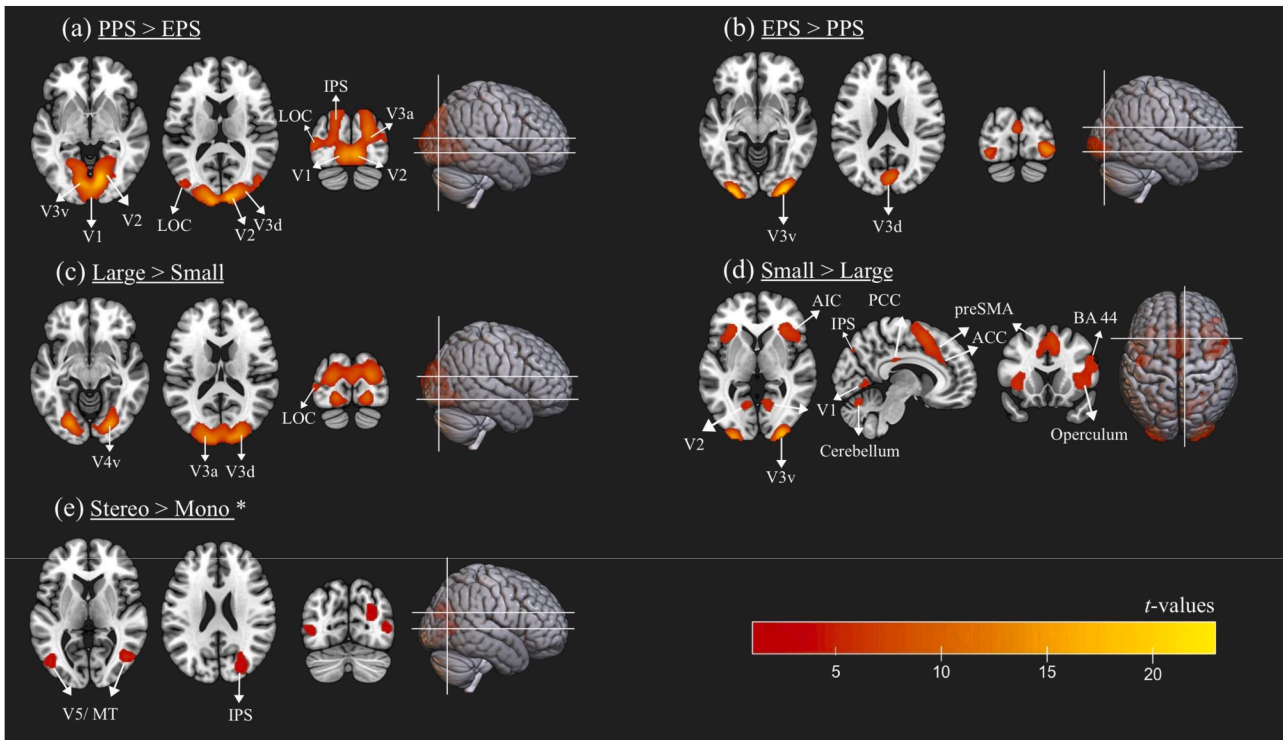 (a) PPS > EPS
IPS
LOC
V3a
V1
V2
V3v
V1
V2
LOC
V2
V3d
(b) EPS > PPS
V3v
V3d
(c) Large > Small
LOC
V4v
V3a
V3d
(d) Small > Large
AIC
PCC
preSMA
BA 44
IPS
ACC
V1
V2
Cerebellum
Operculum
V3v
(e) Stereo > Mono *
V5/ MT
IPS
t-values
5
10
15
20